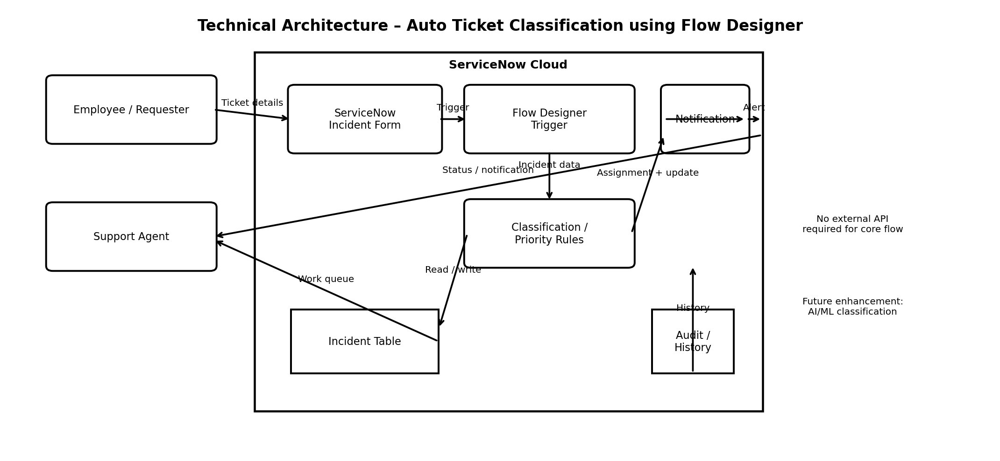 Technical Architecture – Auto Ticket Classification using Flow Designer
ServiceNow Cloud
Employee / Requester
Ticket details
ServiceNow
Incident Form
Trigger
Flow Designer
Trigger
Notification
Alert
Status / notification
Incident data
Assignment + update
Support Agent
Classification /
Priority Rules
No external API
required for core flow
Read / write
Work queue
History
Future enhancement:
AI/ML classification
Incident Table
Audit /
History